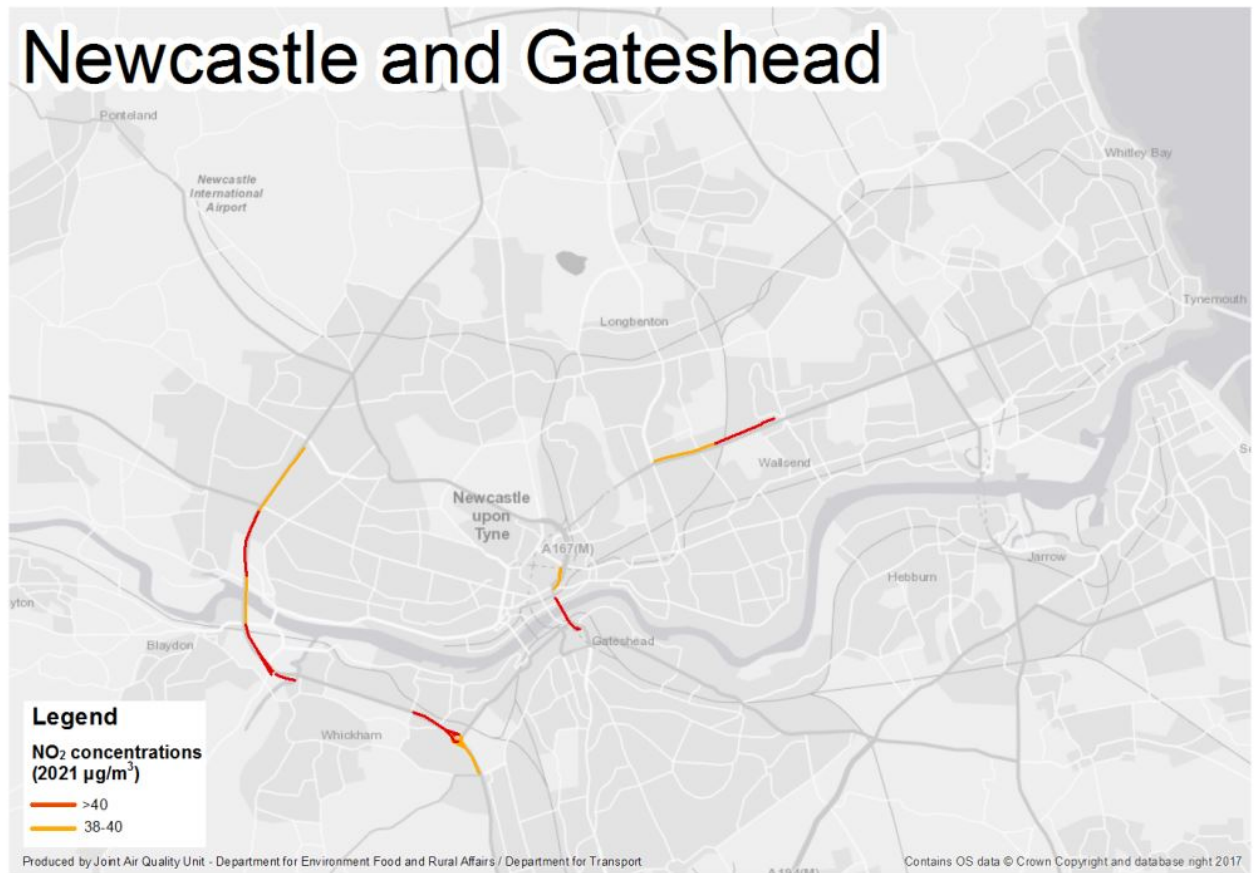 Newcastle and Gateshead
Ponteland
Newcastle
International
Airport
Whitley Bay
Tynemouth
Longbenton
Wallsend
Newcastle
upon
Tyne
A167(M)
Jarrow
Hebburn
yton
Blaydon
Gateshead
Whickham
Legend
NO₂ concentrations
(2021 µg/m³)
>40
38-40
Produced by Joint Air Quality Unit - Department for Environment Food and Rural Affairs / Department for Transport
A194(M)
Contains OS data © Crown Copyright and database right 2017